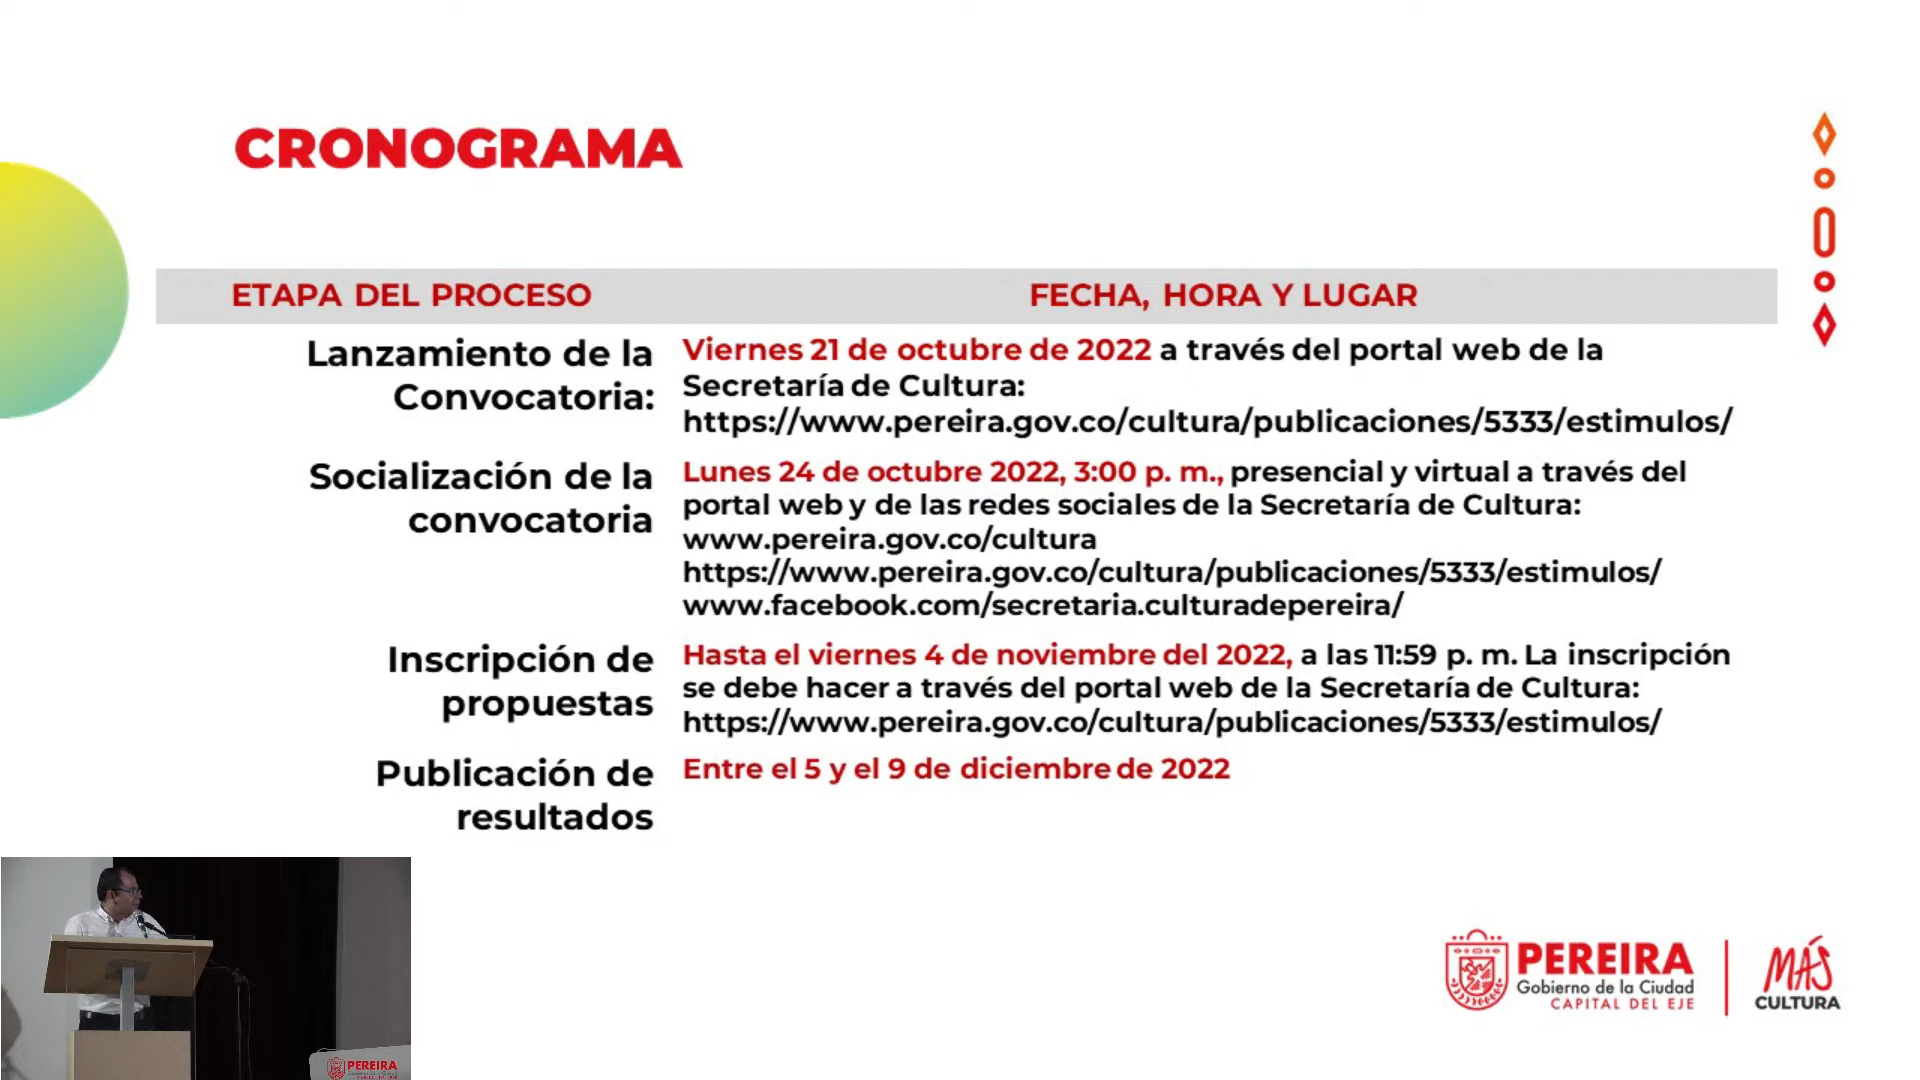 CRONOGRAMA
ETAPA DEL PROCESO
FECHA, HORA Y LUGAR
Lanzamiento de la
Convocatoria:
Viernes 21 de octubre de 2022 a través del portal web de la
Secretaría de Cultura:
https://www.pereira.gov.co/cultura/publicaciones/5333/estimulos/
Socialización de la
convocatoria
Lunes 24 de octubre 2022, 3:00 p. m., presencial y virtual a través del
portal web y de las redes sociales de la Secretaría de Cultura:
www.pereira.gov.co/cultura
https://www.pereira.gov.co/cultura/publicaciones/5333/estimulos/
www.facebook.com/secretaria.culturadepereira/
Inscripción de
propuestas
Hasta el viernes 4 de noviembre del 2022, a las 11:59 p. m. La inscripción
se debe hacer a través del portal web de la Secretaría de Cultura:
https://www.pereira.gov.co/cultura/publicaciones/5333/estimulos/
Publicación de
resultados
Entre el 5 y el 9 de diciembre de 2022
PEREIRA
Gobierno de la Ciudad
CAPITAL DEL EJE
MÁS
CULTURA
PEREIRA